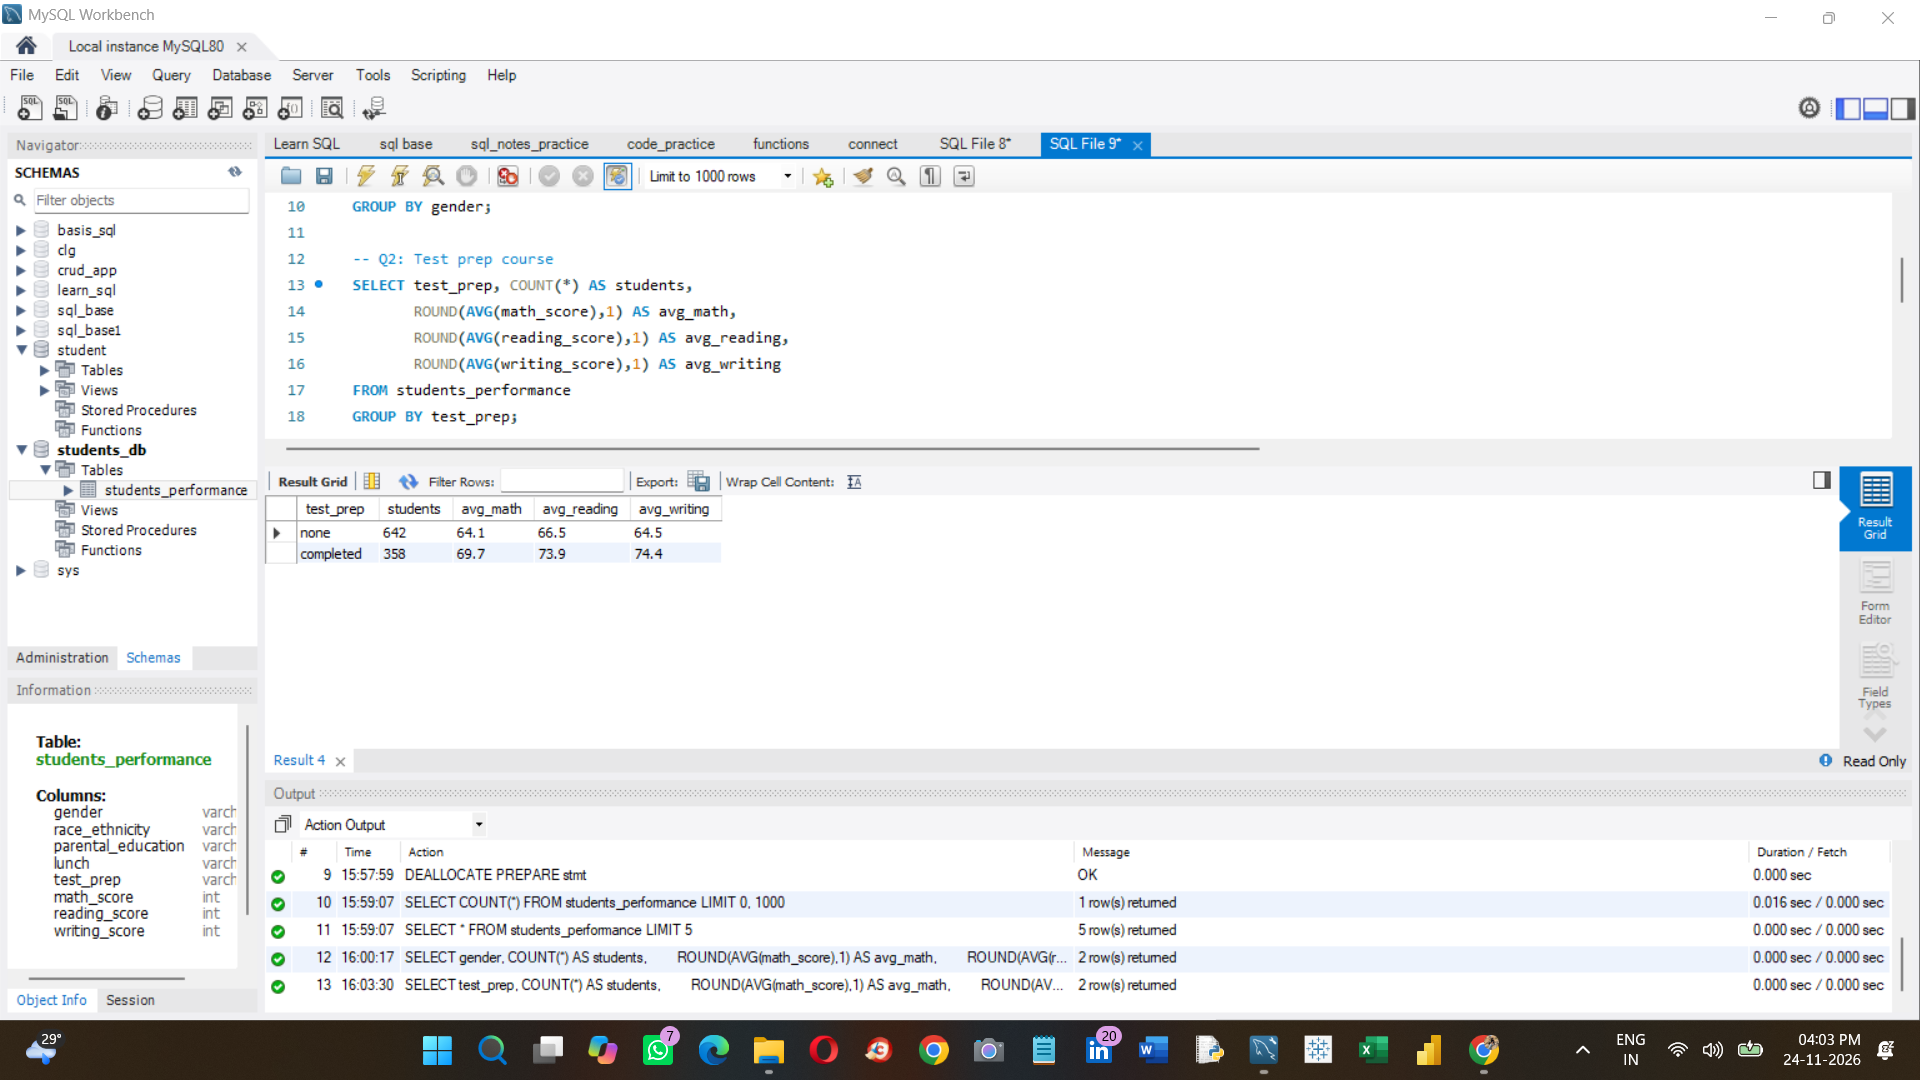 MySQL Workbench
Local instance MySQL80
File Edit View Query Database Server Tools Scripting Help
Navigator
SCHEMAS
Filter objects
basis_sql
clg
crud_app
learn_sql
sql_base
sql_base1
student
Tables
Views
Stored Procedures
Functions
students_db
Tables
students_performance
Views
Stored Procedures
Functions
sys
Administration Schemas
Information
Table:
students_performance
Columns:
gender varch
race_ethnicity varch
parental_education varch
lunch varch
test_prep varch
math_score int
reading_score int
writing_score int
Object Info Session
Learn SQL sql base sql_notes_practice code_practice functions connect SQL File 8* SQL File 9*
Limit to 1000 rows
10 GROUP BY gender;
11
12 -- Q2: Test prep course
13 SELECT test_prep, COUNT(*) AS students,
14 ROUND(AVG(math_score),1) AS avg_math,
15 ROUND(AVG(reading_score),1) AS avg_reading,
16 ROUND(AVG(writing_score),1) AS avg_writing
17 FROM students_performance
18 GROUP BY test_prep;
Result Grid Filter Rows: Export: Wrap Cell Content:
test_prep students avg_math avg_reading avg_writing
none 642 64.1 66.5 64.5
completed 358 69.7 73.9 74.4
Result
Grid
Form
Editor
Field
Types
Result 4
Read Only
Output
Action Output
# Time Action Message Duration / Fetch
9 15:57:59 DEALLOCATE PREPARE stmt OK 0.000 sec
10 15:59:07 SELECT COUNT(*) FROM students_performance LIMIT 0, 1000 1 row(s) returned 0.016 sec / 0.000 sec
11 15:59:07 SELECT * FROM students_performance LIMIT 5 5 row(s) returned 0.000 sec / 0.000 sec
12 16:00:17 SELECT gender, COUNT(*) AS students, ROUND(AVG(math_score),1) AS avg_math, ROUND(AVG(r... 2 row(s) returned 0.000 sec / 0.000 sec
13 16:03:30 SELECT test_prep, COUNT(*) AS students, ROUND(AVG(math_score),1) AS avg_math, ROUND(AV... 2 row(s) returned 0.000 sec / 0.000 sec
29°
7
20
ENG
IN
04:03 PM
24-11-2026